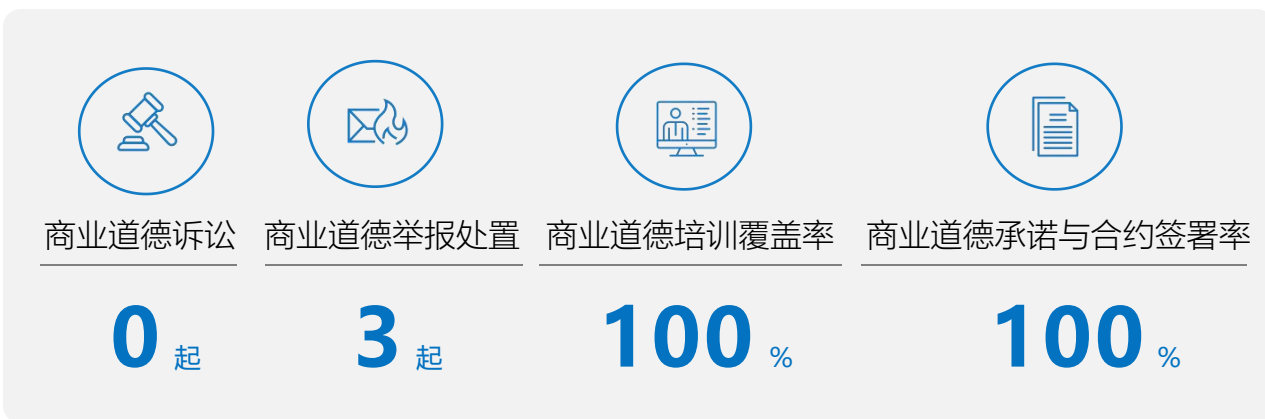 商业道德诉讼
商业道德举报处置
商业道德培训覆盖率
商业道德承诺与合约签署率
0 起
3 起
100 %
100 %